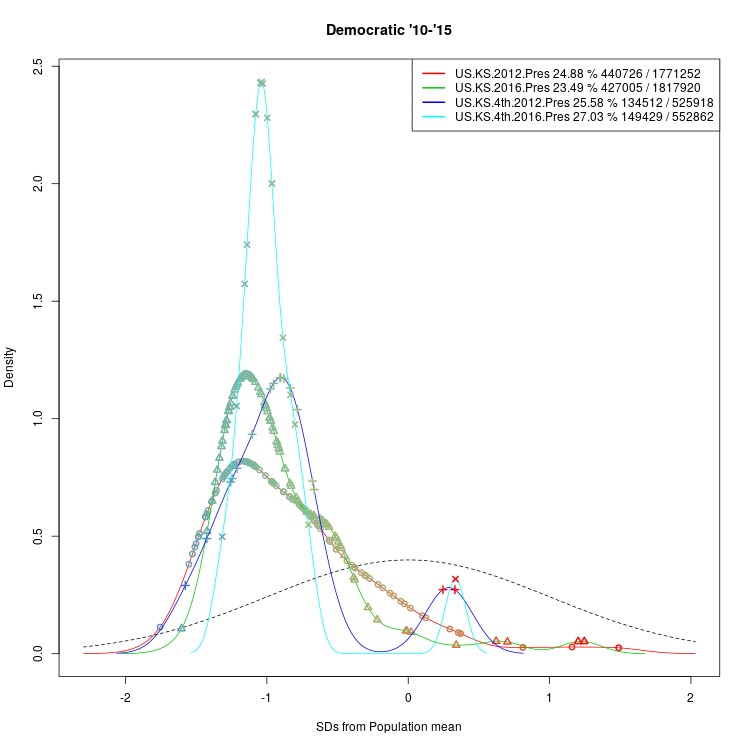 Democratic '10-'15
US.KS.2012.Pres 24.88 % 440726 / 1771252
US.KS.2016.Pres 23.49 % 427005 / 1817920
US.KS.4th.2012.Pres 25.58 % 134512 / 525918
US.KS.4th.2016.Pres 27.03 % 149429 / 552862
Density
2.5
2.0
1.5
1.0
0.5
0.0
-2 -1 0 1 2
SDs from Population mean